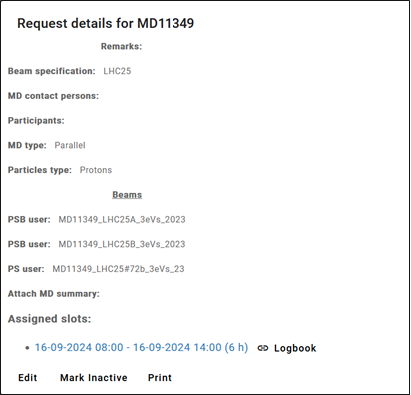 Request details for MD11349
Remarks:
Beam specification: LHC25
MD contact persons:
Participants:
MD type: Parallel
Particles type: Protons
Beams
PSB user: MD11349_LHC25A_3eVs_2023
PSB user: MD11349_LHC25B_3eVs_2023
PS user: MD11349_LHC25#72b_3eVs_23
Attach MD summary:
Assigned slots:
• 16-09-2024 08:00 - 16-09-2024 14:00 (6 h) Logbook
Edit Mark Inactive Print